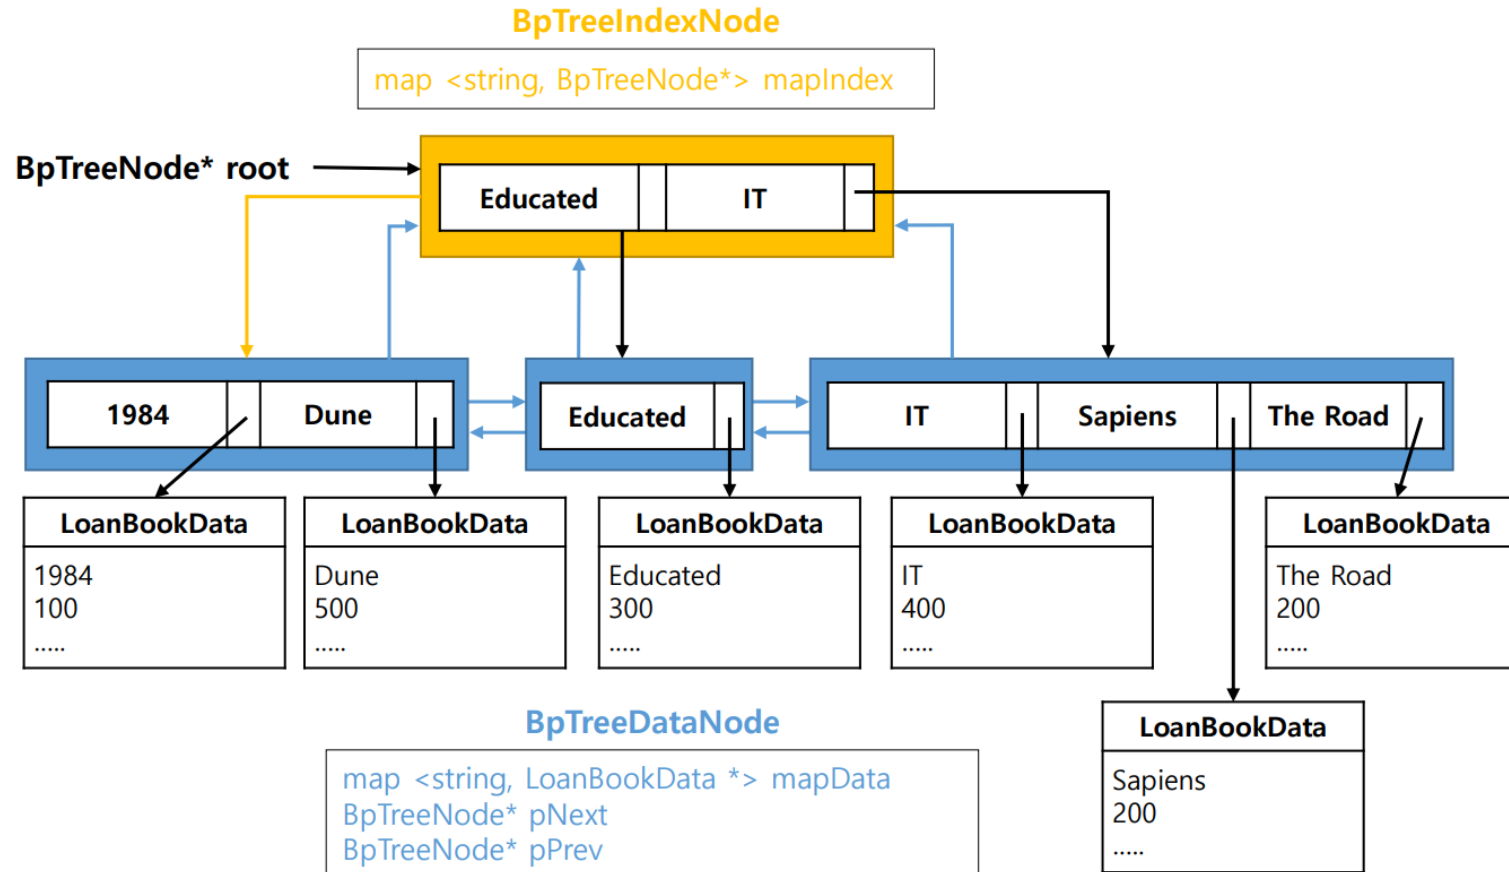 BpTreeIndexNode
map <string, BpTreeNode*> mapIndex
BpTreeNode* root
Educated IT
1984 Dune Educated IT Sapiens The Road
LoanBookData LoanBookData LoanBookData LoanBookData LoanBookData
1984 Dune Educated IT The Road
100 500 300 400 200
..... ..... ..... ..... .....
BpTreeDataNode
map <string, LoanBookData *> mapData
BpTreeNode* pNext
BpTreeNode* pPrev
LoanBookData
Sapiens
200
.....